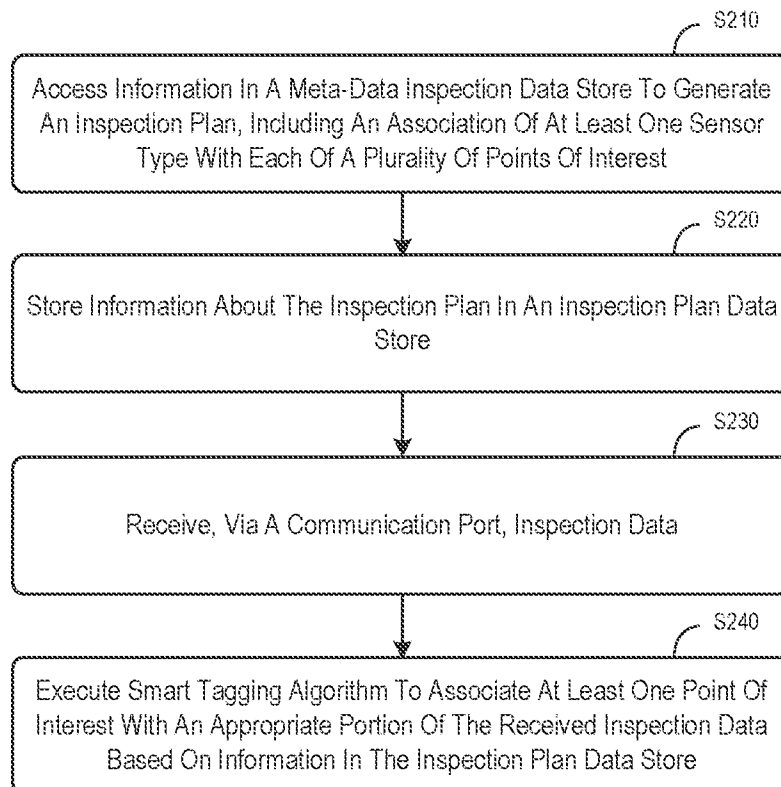 S210
Access Information In A Meta-Data Inspection Data Store To Generate
An Inspection Plan, Including An Association Of At Least One Sensor
Type With Each Of A Plurality Of Points Of Interest
S220
Store Information About The Inspection Plan In An Inspection Plan Data
Store
S230
Receive, Via A Communication Port, Inspection Data
S240
Execute Smart Tagging Algorithm To Associate At Least One Point Of
Interest With An Appropriate Portion Of The Received Inspection Data
Based On Information In The Inspection Plan Data Store